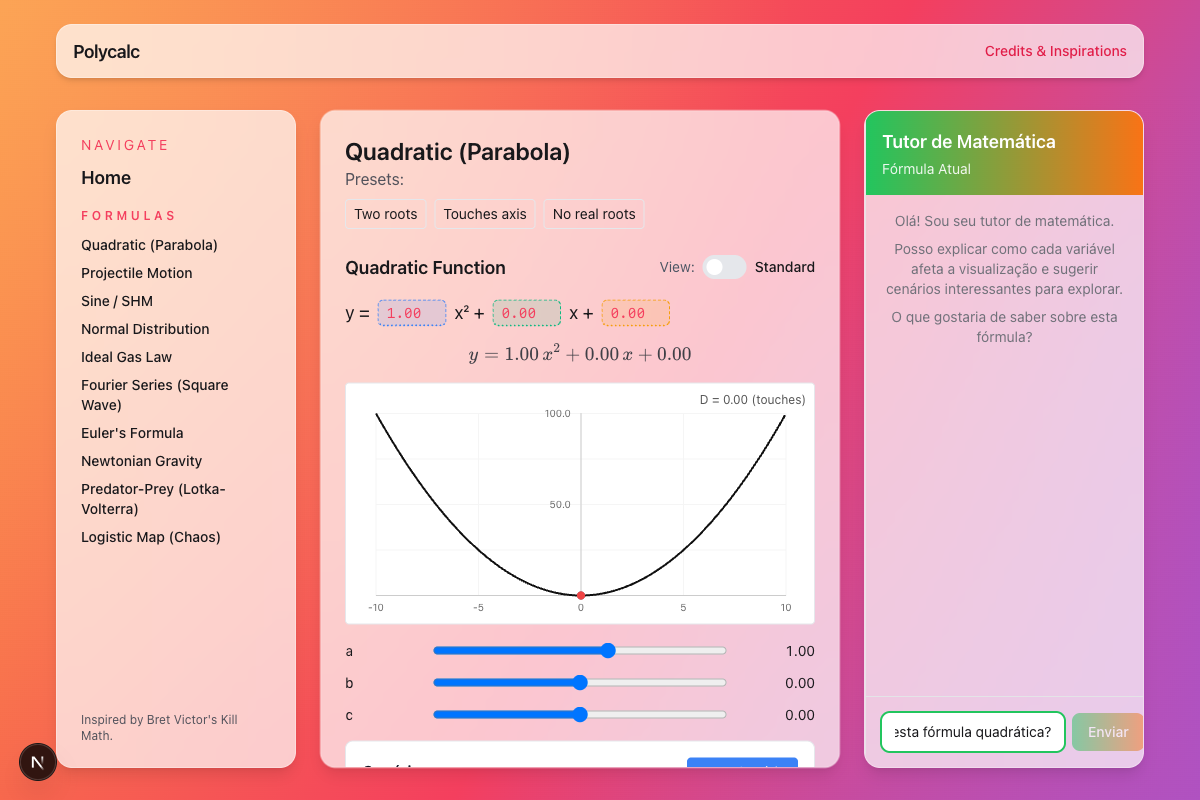 Polycalc
Credits & Inspirations
NAVIGATE
Home
FORMULAS
Quadratic (Parabola)
Projectile Motion
Sine / SHM
Normal Distribution
Ideal Gas Law
Fourier Series (Square
Wave)
Euler's Formula
Newtonian Gravity
Predator-Prey (Lotka-
Volterra)
Logistic Map (Chaos)
Inspired by Bret Victor's Kill
Math.
N
Quadratic (Parabola)
Presets:
Two roots
Touches axis
No real roots
Quadratic Function
View:
Standard
y = 1.00 x² + 0.00 x + 0.00
y = 1.00 x² + 0.00 x + 0.00
D = 0.00 (touches)
100.0
50.0
-10 -5 0 5 10
a 1.00
b 0.00
c 0.00
Tutor de Matemática
Fórmula Atual
Olá! Sou seu tutor de matemática.
Posso explicar como cada variável
afeta a visualização e sugerir
cenários interessantes para explorar.
O que gostaria de saber sobre esta
fórmula?
esta fórmula quadrática?
Enviar